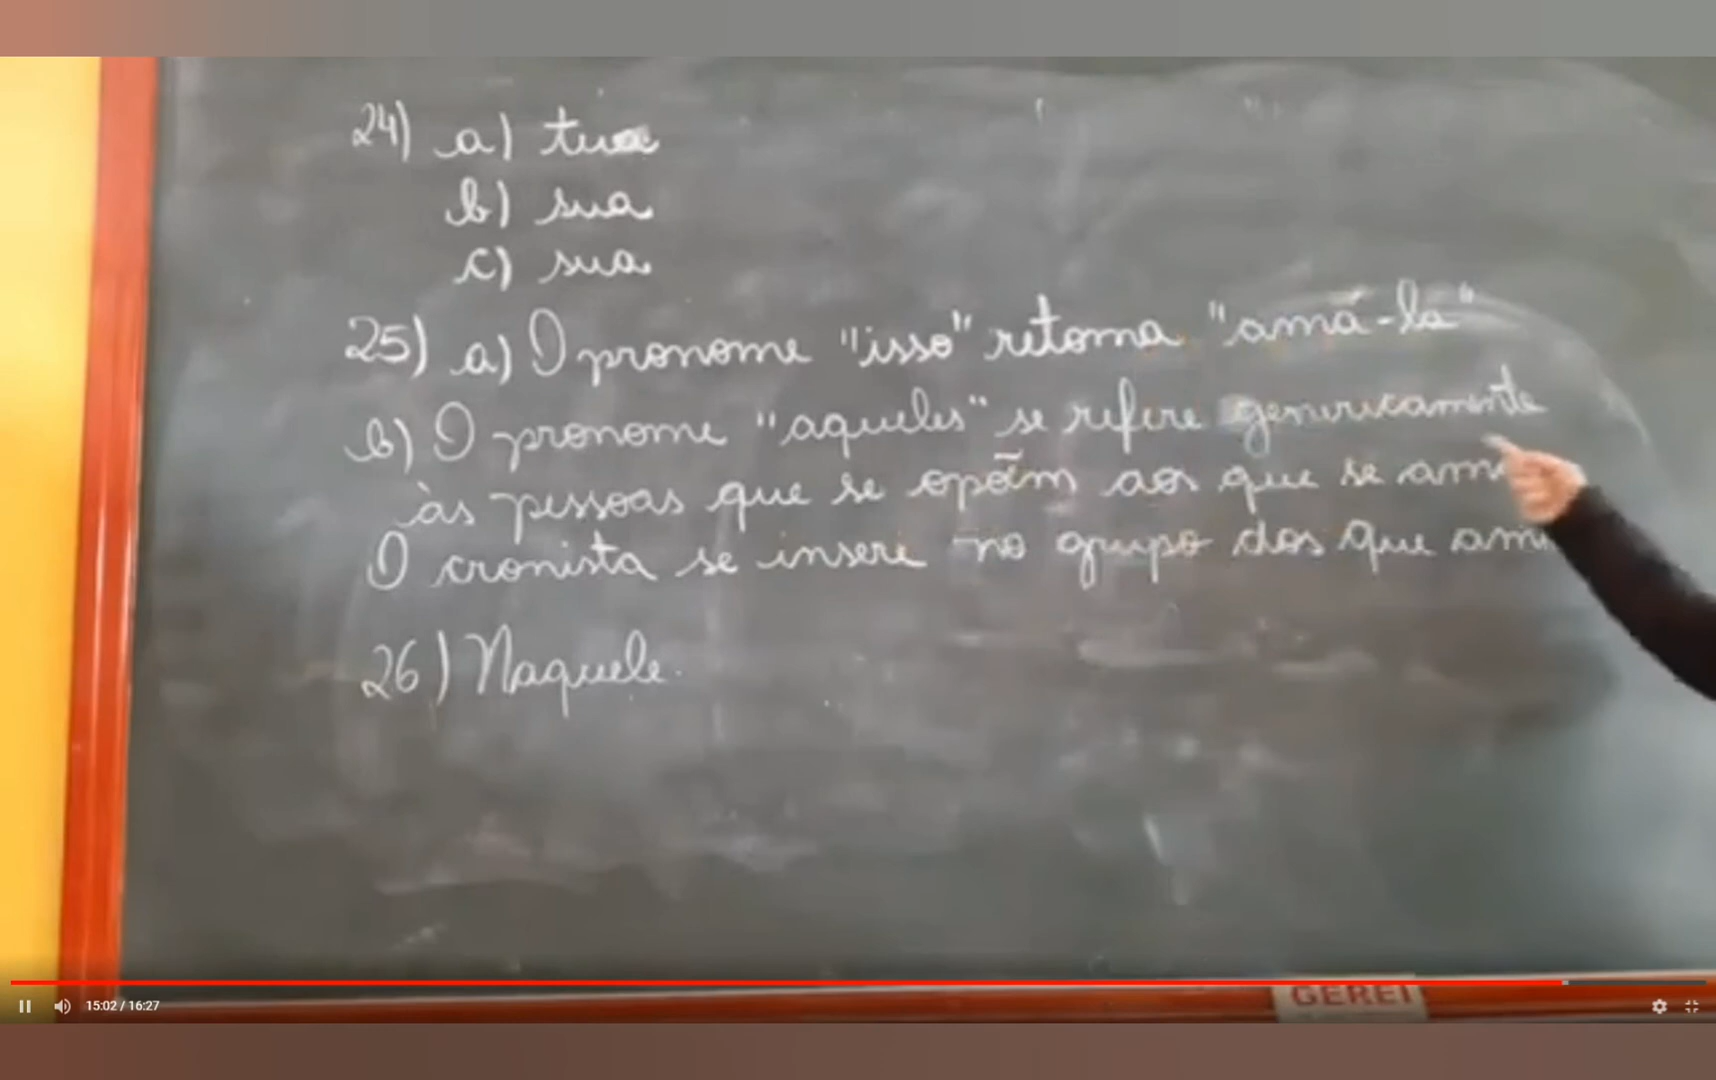 24) a) tua
b) sua
c) sua
25) a) O pronome "isso" retoma "amá-la"
b) O pronome "aqueles" se refere genericamente
às pessoas que se opõem aos que se am
O cronista se insere no grupo dos que am
26) Naquele.
15:02 / 16:27
GEREI